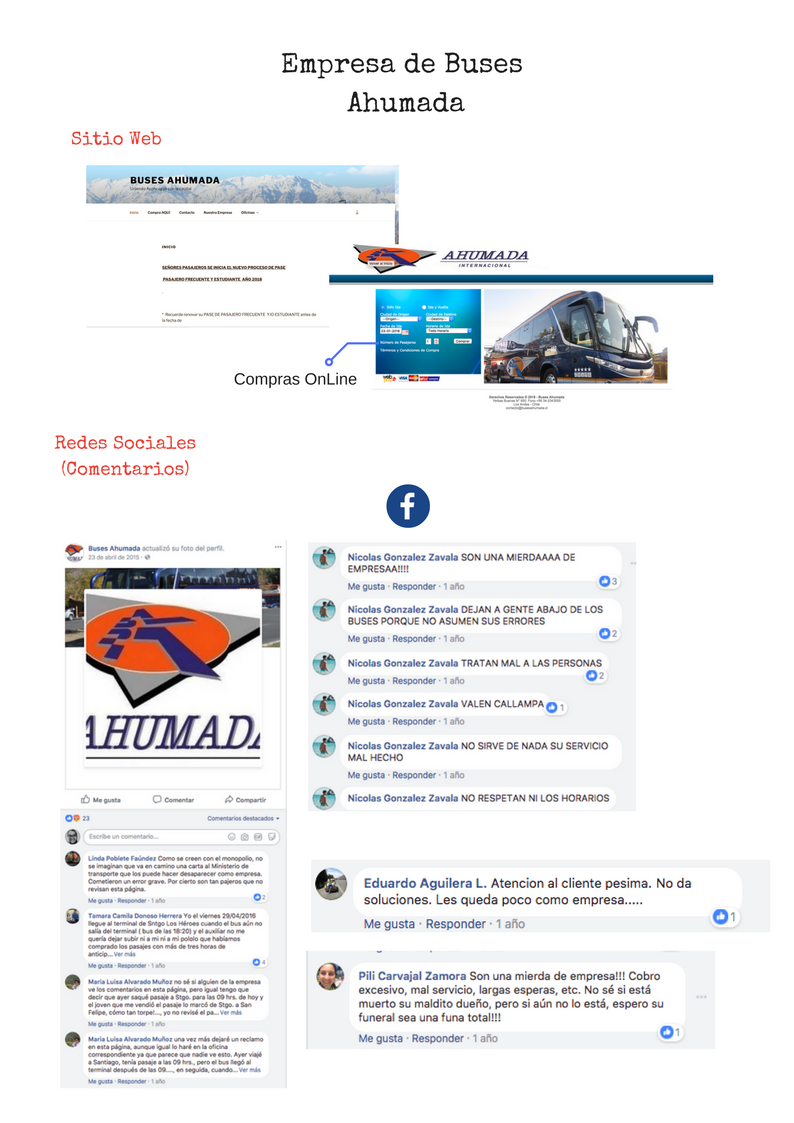 Empresa de Buses
Ahumada
Sitio Web
BUSES AHUMADA
Inicio Compra AQUÍ Contacto Nuestra Empresa Oficinas
INICIO
SEÑORES PASAJEROS SE INICIA EL NUEVO PROCESO DE PASE
PASAJERO FRECUENTE Y ESTUDIANTE AÑO 2018
* Recuerde renovar su PASE DE PASAJERO FRECUENTE Y/O ESTUDIANTE antes de
la fecha de
AHUMADA
INTERNACIONAL
Sólo Ida Ida y Vuelta
Ciudad de Origen Ciudad de Destino
--Origen-- --Destino--
Fecha de Ida Horario de Ida
23-01-2018 Todo Horario
Número de Pasajeros 1 Comprar
Términos y Condiciones de Compra
VISA
Compras OnLine
Derechos Reservados © 2018 - Buses Ahumada
Los Andes - Chile
contacto@busesahumada.cl
Redes Sociales
(Comentarios)
f
Buses Ahumada actualizó su foto del perfil.
23 de abril de 2015
AHUMADA
Me gusta Comentar Compartir
23 Comentarios destacados
Escribe un comentario...
Linda Poblete Faúndez Como se creen con el monopolio, no
se imaginan que va en camino una carta al Ministerio de
transporte que los puede hacer desaparecer como empresa.
Cometieron un error grave. Por cierto son tan pajeros que no
revisan esta página.
2
Me gusta · Responder · 1 año
Tamara Camila Donoso Herrera Yo el viernes 29/04/2016
llegue al terminal de Sntgo Los Héroes cuando el bus aún no
salía del terminal ( bus de las 18:20) y el auxiliar no me
quería dejar subir ni a mi ni a mi pololo que habíamos
comprado los pasajes con mas de tres horas de
anticip... Ver más
4
Me gusta · Responder · 1 año
María Luisa Alvarado Muñoz no sé si alguien de la empresa
ve los comentarios en esta página, pero igual tengo que
decir que ayer saqué pasaje a Stgo. para las 09 hrs. de hoy y
el joven que me vendió el pasaje lo marcó de Stgo. a San
Felipe, cómo tan torpe!..., yo no revisé el pa... Ver más
Me gusta · Responder · 1 año
María Luisa Alvarado Muñoz una vez más dejaré un reclamo
en esta página, aunque igual lo haré en la oficina
correspondiente ya que parece que nadie ve esto. Ayer viajé
a Santiago, tenía pasaje a las 09 hrs., pero el bus llegó al
terminal después de las 09...., en seguida, cuando... Ver más
Me gusta · Responder · 1 año
Nicolas Gonzalez Zavala SON UNA MIERDAAAA DE
EMPRESAA!!!!
3
Me gusta · Responder · 1 año
Nicolas Gonzalez Zavala DEJAN A GENTE ABAJO DE LOS
BUSES PORQUE NO ASUMEN SUS ERRORES
2
Me gusta · Responder · 1 año
Nicolas Gonzalez Zavala TRATAN MAL A LAS PERSONAS
2
Me gusta · Responder · 1 año
Nicolas Gonzalez Zavala VALEN CALLAMPA
1
Me gusta · Responder · 1 año
Nicolas Gonzalez Zavala NO SIRVE DE NADA SU SERVICIO
MAL HECHO
Me gusta · Responder · 1 año
Nicolas Gonzalez Zavala NO RESPETAN NI LOS HORARIOS
Eduardo Aguilera L. Atencion al cliente pesima. No da
soluciones. Les queda poco como empresa.....
1
Me gusta · Responder · 1 año
Pili Carvajal Zamora Son una mierda de empresa!!! Cobro
excesivo, mal servicio, largas esperas, etc. No sé si está
muerto su maldito dueño, pero si aún no lo está, espero su
funeral sea una funa total!!!
1
Me gusta · Responder · 1 año